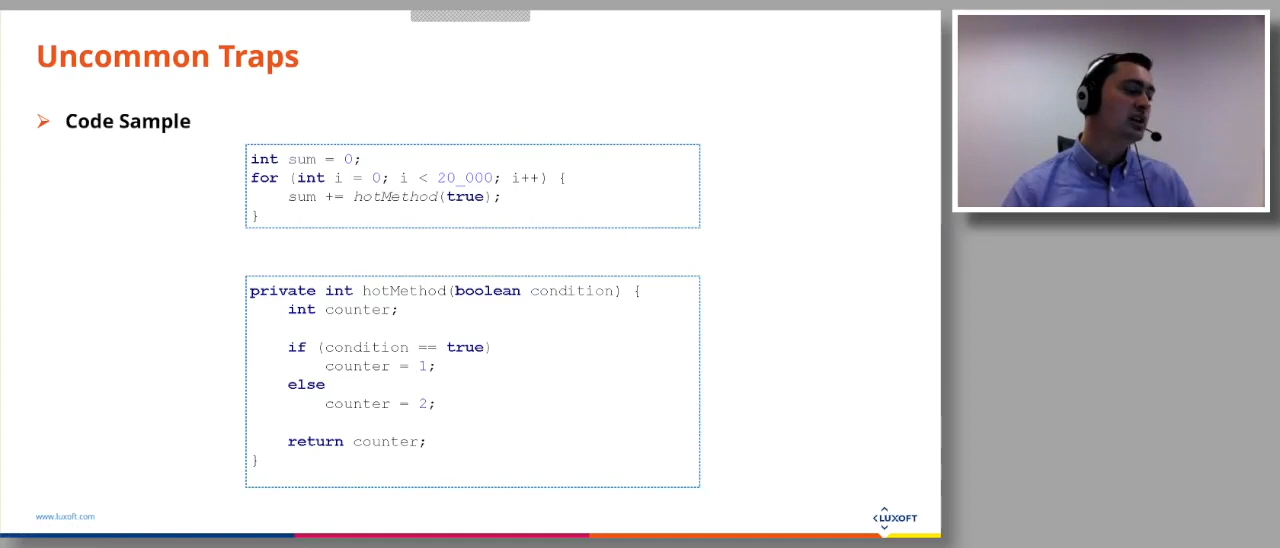 Uncommon Traps
Code Sample
int sum = 0;
for (int i = 0; i < 20_000; i++) {
sum += hotMethod(true);
}
private int hotMethod(boolean condition) {
int counter;
if (condition == true)
counter = 1;
else
counter = 2;
return counter;
}
www.luxoft.com
LUXOFT